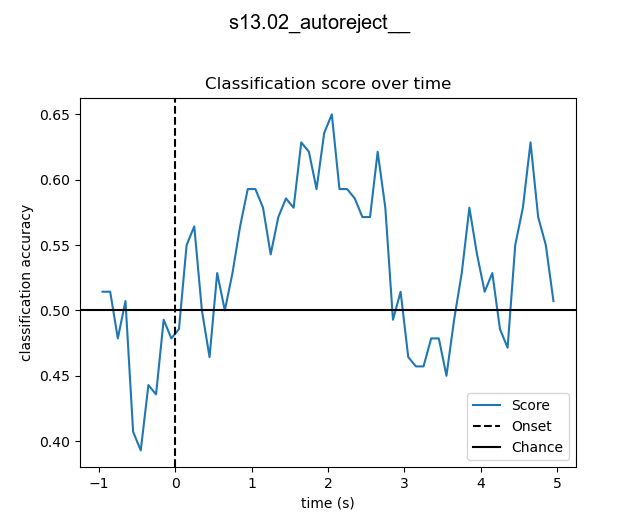 s13.02_autoreject__
Classification score over time
classification accuracy
0.65
0.60
0.55
0.50
0.45
0.40
−1
0
1
2
3
4
5
time (s)
Score
Onset
Chance